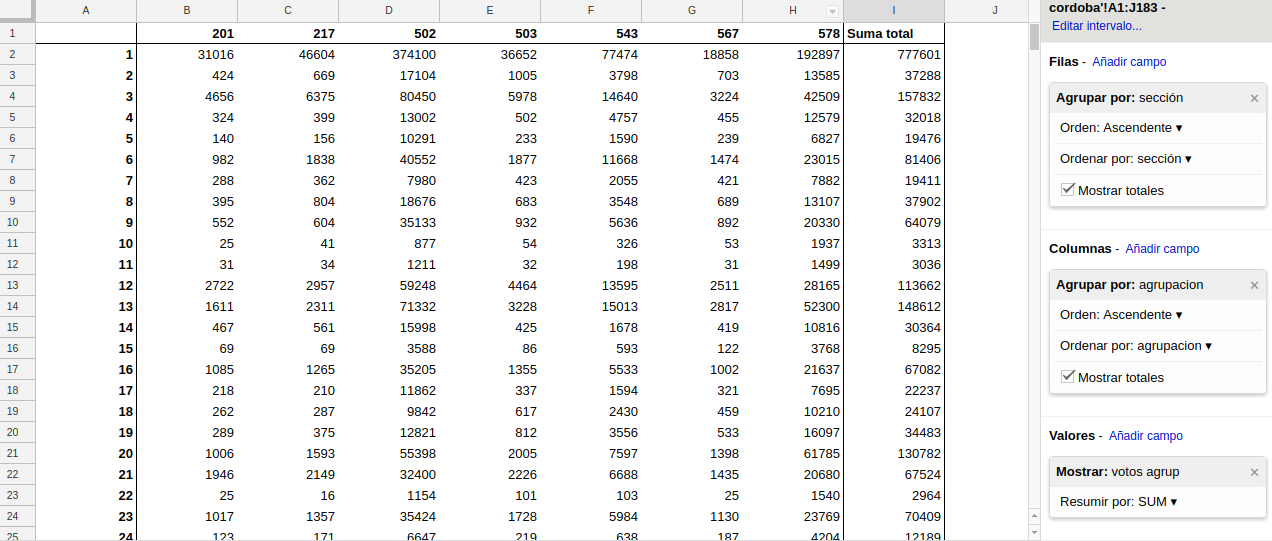 A B C D E F G H I J
1 201 217 502 503 543 567 578 Suma total
2 1 31016 46604 374100 36652 77474 18858 192897 777601
3 2 424 669 17104 1005 3798 703 13585 37288
4 3 4656 6375 80450 5978 14640 3224 42509 157832
5 4 324 399 13002 502 4757 455 12579 32018
6 5 140 156 10291 233 1590 239 6827 19476
7 6 982 1838 40552 1877 11668 1474 23015 81406
8 7 288 362 7980 423 2055 421 7882 19411
9 8 395 804 18676 683 3548 689 13107 37902
10 9 552 604 35133 932 5636 892 20330 64079
11 10 25 41 877 54 326 53 1937 3313
12 11 31 34 1211 32 198 31 1499 3036
13 12 2722 2957 59248 4464 13595 2511 28165 113662
14 13 1611 2311 71332 3228 15013 2817 52300 148612
15 14 467 561 15998 425 1678 419 10816 30364
16 15 69 69 3588 86 593 122 3768 8295
17 16 1085 1265 35205 1355 5533 1002 21637 67082
18 17 218 210 11862 337 1594 321 7695 22237
19 18 262 287 9842 617 2430 459 10210 24107
20 19 289 375 12821 812 3556 533 16097 34483
21 20 1006 1593 55398 2005 7597 1398 61785 130782
22 21 1946 2149 32400 2226 6688 1435 20680 67524
23 22 25 16 1154 101 103 25 1540 2964
24 23 1017 1357 35424 1728 5984 1130 23769 70409
25 24 123 171 6647 219 638 187 4204 12189
cordoba'!A1:J183 -
Editar intervalo...
Filas - Añadir campo
Agrupar por: sección ×
Orden: Ascendente ▾
Ordenar por: sección ▾
Mostrar totales
Columnas - Añadir campo
Agrupar por: agrupacion ×
Orden: Ascendente ▾
Ordenar por: agrupacion ▾
Mostrar totales
Valores - Añadir campo
Mostrar: votos agrup ×
Resumir por: SUM ▾